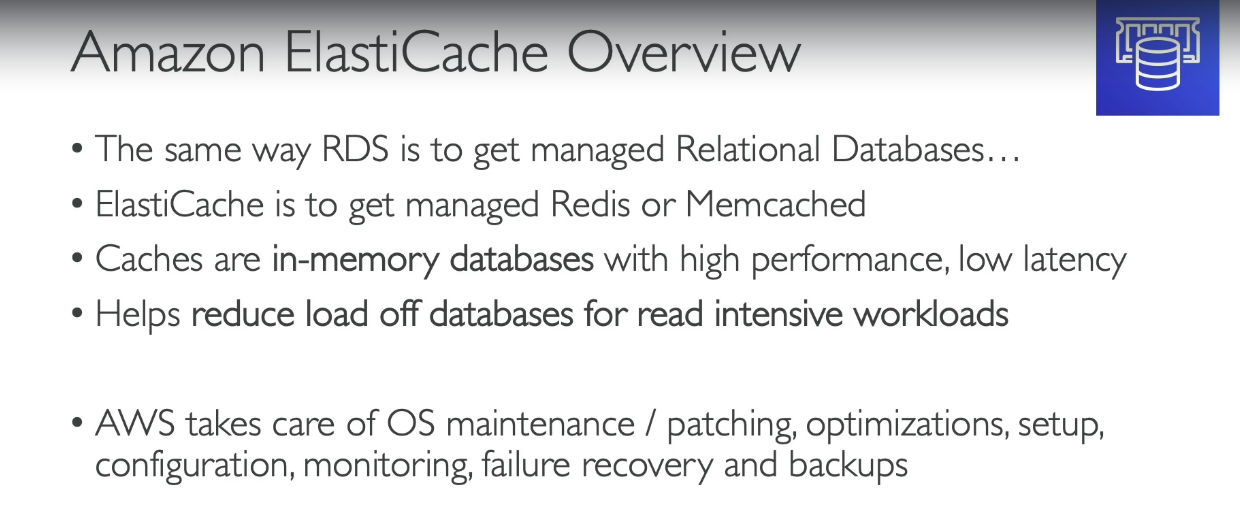 Amazon ElastiCache Overview
• The same way RDS is to get managed Relational Databases…
• ElastiCache is to get managed Redis or Memcached
• Caches are in-memory databases with high performance, low latency
• Helps reduce load off databases for read intensive workloads
• AWS takes care of OS maintenance / patching, optimizations, setup,
configuration, monitoring, failure recovery and backups